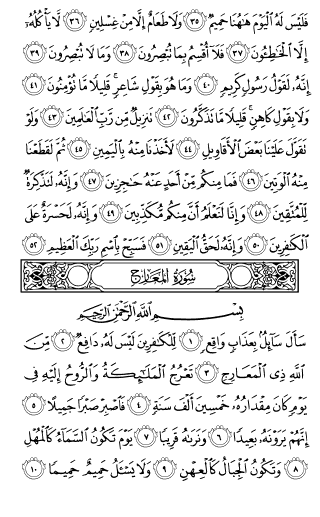 فَلَيْسَ لَهُ ٱلْيَوْمَ هَٰهُنَا حَمِيمٌ ٣٥ وَلَا طَعَامٌ إِلَّا مِنْ غِسْلِينٍ ٣٦ لَّا يَأْكُلُهُۥٓ
إِلَّا ٱلْخَٰطِـُٔونَ ٣٧ فَلَآ أُقْسِمُ بِمَا تُبْصِرُونَ ٣٨ وَمَا لَا تُبْصِرُونَ ٣٩
إِنَّهُۥ لَقَوْلُ رَسُولٍ كَرِيمٍ ٤٠ وَمَا هُوَ بِقَوْلِ شَاعِرٍ ۚ قَلِيلًا مَّا تُؤْمِنُونَ ٤١
وَلَا بِقَوْلِ كَاهِنٍ ۚ قَلِيلًا مَّا تَذَكَّرُونَ ٤٢ تَنزِيلٌ مِّن رَّبِّ ٱلْعَٰلَمِينَ ٤٣ وَلَوْ
تَقَوَّلَ عَلَيْنَا بَعْضَ ٱلْأَقَاوِيلِ ٤٤ لَأَخَذْنَا مِنْهُ بِٱلْيَمِينِ ٤٥ ثُمَّ لَقَطَعْنَا
مِنْهُ ٱلْوَتِينَ ٤٦ فَمَا مِنكُم مِّنْ أَحَدٍ عَنْهُ حَٰجِزِينَ ٤٧ وَإِنَّهُۥ لَتَذْكِرَةٌ
لِّلْمُتَّقِينَ ٤٨ وَإِنَّا لَنَعْلَمُ أَنَّ مِنكُم مُّكَذِّبِينَ ٤٩ وَإِنَّهُۥ لَحَسْرَةٌ عَلَى
ٱلْكَٰفِرِينَ ٥٠ وَإِنَّهُۥ لَحَقُّ ٱلْيَقِينِ ٥١ فَسَبِّحْ بِٱسْمِ رَبِّكَ ٱلْعَظِيمِ ٥٢
سُورَةُ المَعَارِجِ
بِسْمِ ٱللَّهِ ٱلرَّحْمَٰنِ ٱلرَّحِيمِ
سَأَلَ سَآئِلٌۢ بِعَذَابٍ وَاقِعٍ ١ لِّلْكَٰفِرِينَ لَيْسَ لَهُۥ دَافِعٌ ٢ مِّنَ
ٱللَّهِ ذِى ٱلْمَعَارِجِ ٣ تَعْرُجُ ٱلْمَلَٰٓئِكَةُ وَٱلرُّوحُ إِلَيْهِ فِى
يَوْمٍ كَانَ مِقْدَارُهُۥ خَمْسِينَ أَلْفَ سَنَةٍ ٤ فَٱصْبِرْ صَبْرًا جَمِيلًا ٥
إِنَّهُمْ يَرَوْنَهُۥ بَعِيدًا ٦ وَنَرَىٰهُ قَرِيبًا ٧ يَوْمَ تَكُونُ ٱلسَّمَآءُ كَٱلْمُهْلِ
٨ وَتَكُونُ ٱلْجِبَالُ كَٱلْعِهْنِ ٩ وَلَا يَسْـَٔلُ حَمِيمٌ حَمِيمًا ١٠